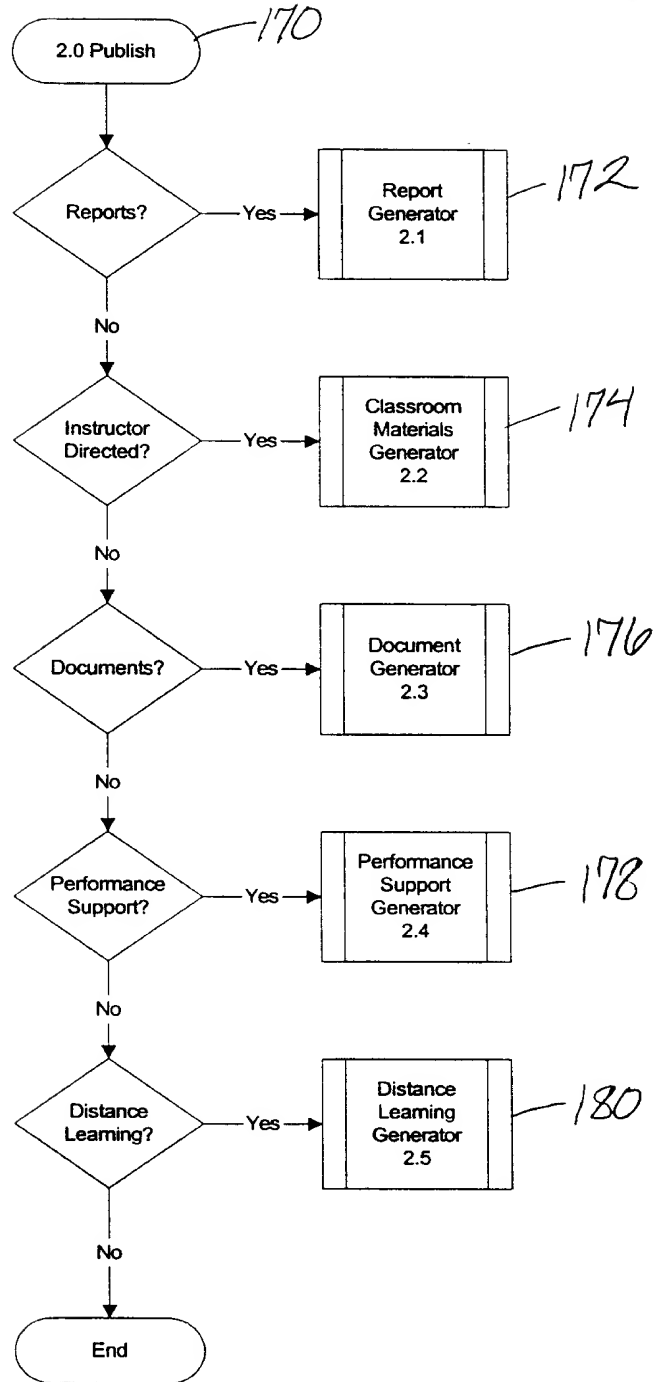 2.0 Publish
170
Reports?
Yes
Report
Generator
2.1
172
No
Instructor
Directed?
Yes
Classroom
Materials
Generator
2.2
174
No
Documents?
Yes
Document
Generator
2.3
176
No
Performance
Support?
Yes
Performance
Support
Generator
2.4
178
No
Distance
Learning?
Yes
Distance
Learning
Generator
2.5
180
No
End